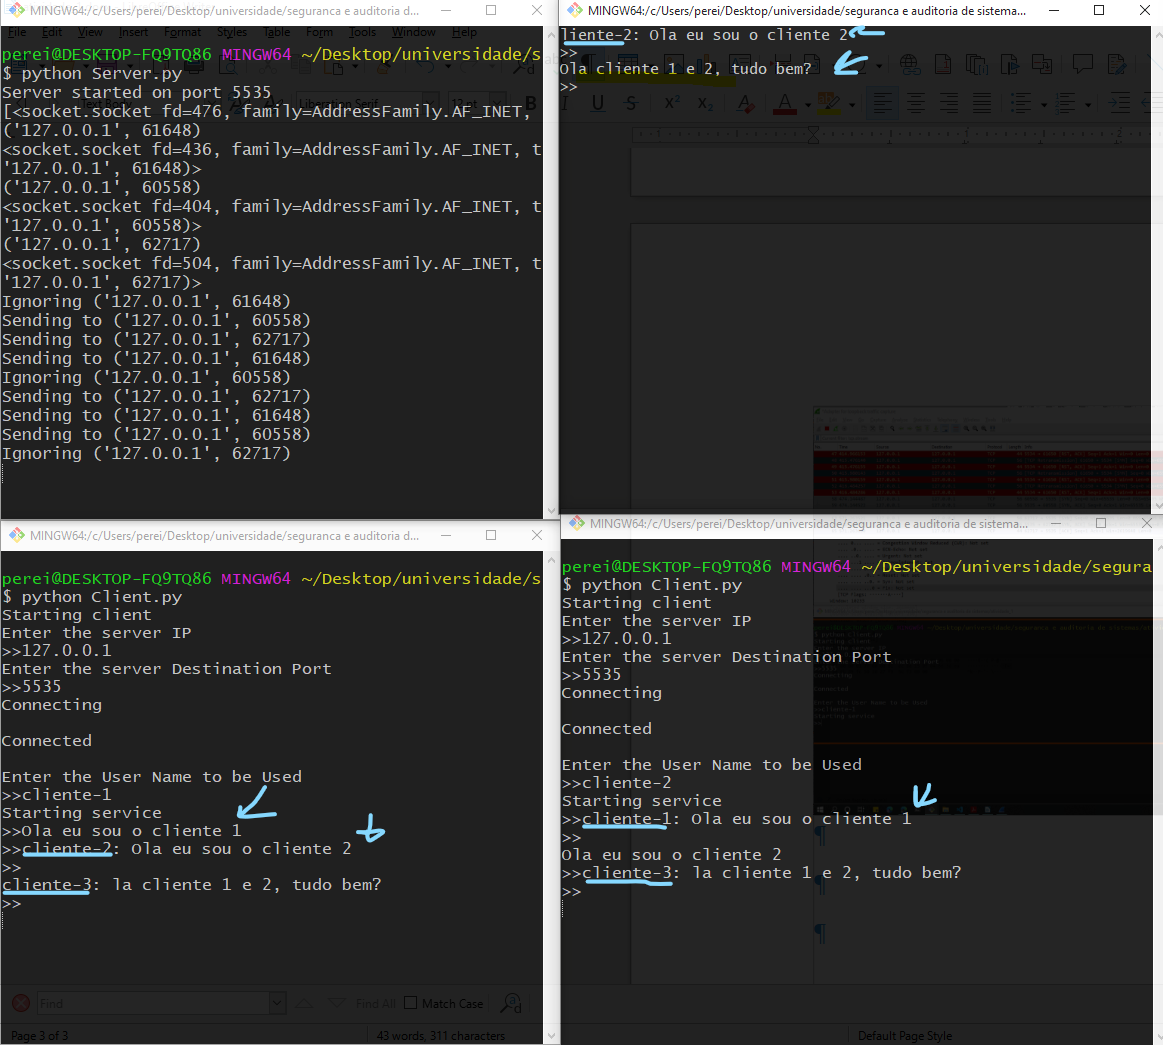 MINGW64:/c/Users/perei/Desktop/universidade/seguranca e auditoria d...
File Edit View Insert Format Styles Table Form Tools Window Help
perei@DESKTOP-FQ9TQ86 MINGW64 ~/Desktop/universidade/s
$ python Server.py
Server started on port 5535
[<socket.socket fd=476, family=AddressFamily.AF_INET,
('127.0.0.1', 61648)
<socket.socket fd=436, family=AddressFamily.AF_INET, t
'127.0.0.1', 61648)>
('127.0.0.1', 60558)
<socket.socket fd=404, family=AddressFamily.AF_INET, t
'127.0.0.1', 60558)>
('127.0.0.1', 62717)
<socket.socket fd=504, family=AddressFamily.AF_INET, t
'127.0.0.1', 62717)>
Ignoring ('127.0.0.1', 61648)
Sending to ('127.0.0.1', 60558)
Sending to ('127.0.0.1', 62717)
Sending to ('127.0.0.1', 61648)
Ignoring ('127.0.0.1', 60558)
Sending to ('127.0.0.1', 62717)
Sending to ('127.0.0.1', 61648)
Sending to ('127.0.0.1', 60558)
Ignoring ('127.0.0.1', 62717)
MINGW64:/c/Users/perei/Desktop/universidade/seguranca e auditoria de sistema...
liente-2: Ola eu sou o cliente 2
>>
Ola cliente 1 e 2, tudo bem?
>>
MINGW64:/c/Users/perei/Desktop/universidade/seguranca e auditoria d...
perei@DESKTOP-FQ9TQ86 MINGW64 ~/Desktop/universidade/s
$ python Client.py
Starting client
Enter the server IP
>>127.0.0.1
Enter the server Destination Port
>>5535
Connecting
Connected
Enter the User Name to be Used
>>cliente-1
Starting service
>>Ola eu sou o cliente 1
>>cliente-2: Ola eu sou o cliente 2
>>
cliente-3: la cliente 1 e 2, tudo bem?
>>
MINGW64:/c/Users/perei/Desktop/universidade/seguranca e auditoria de sistema...
perei@DESKTOP-FQ9TQ86 MINGW64 ~/Desktop/universidade/segura
$ python Client.py
Starting client
Enter the server IP
>>127.0.0.1
Enter the server Destination Port
>>5535
Connecting
Connected
Enter the User Name to be Used
>>cliente-2
Starting service
>>cliente-1: Ola eu sou o cliente 1
>>
Ola eu sou o cliente 2
>>cliente-3: la cliente 1 e 2, tudo bem?
>>
Find Find All Match Case
Page 3 of 3 43 words, 311 characters Default Page Style